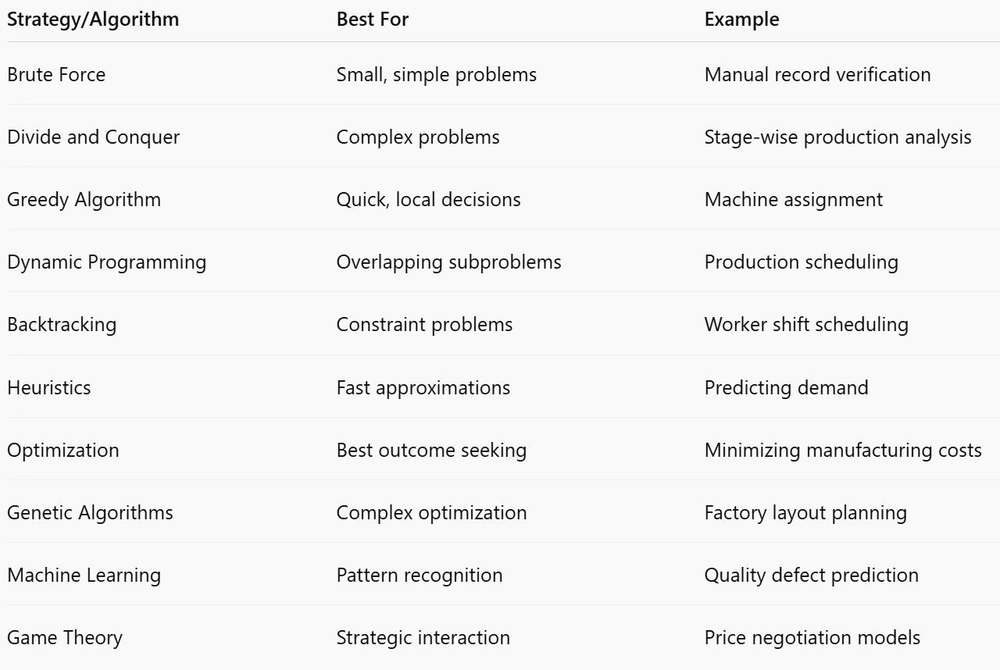 Strategy/Algorithm Best For Example
Brute Force Small, simple problems Manual record verification
Divide and Conquer Complex problems Stage-wise production analysis
Greedy Algorithm Quick, local decisions Machine assignment
Dynamic Programming Overlapping subproblems Production scheduling
Backtracking Constraint problems Worker shift scheduling
Heuristics Fast approximations Predicting demand
Optimization Best outcome seeking Minimizing manufacturing costs
Genetic Algorithms Complex optimization Factory layout planning
Machine Learning Pattern recognition Quality defect prediction
Game Theory Strategic interaction Price negotiation models